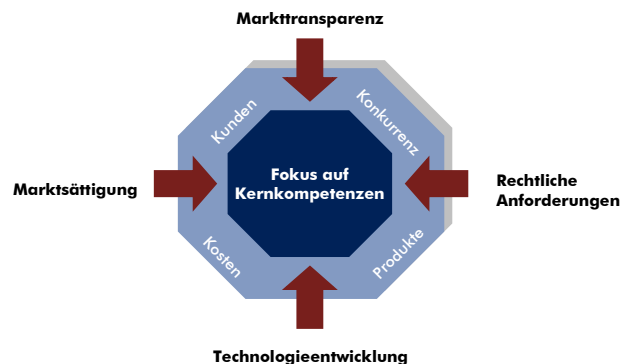 Markttransparenz
Kunden
Konkurrenz
Fokus auf
Kernkompetenzen
Marktsättigung
Rechtliche
Anforderungen
Kosten
Produkte
Technologieentwicklung